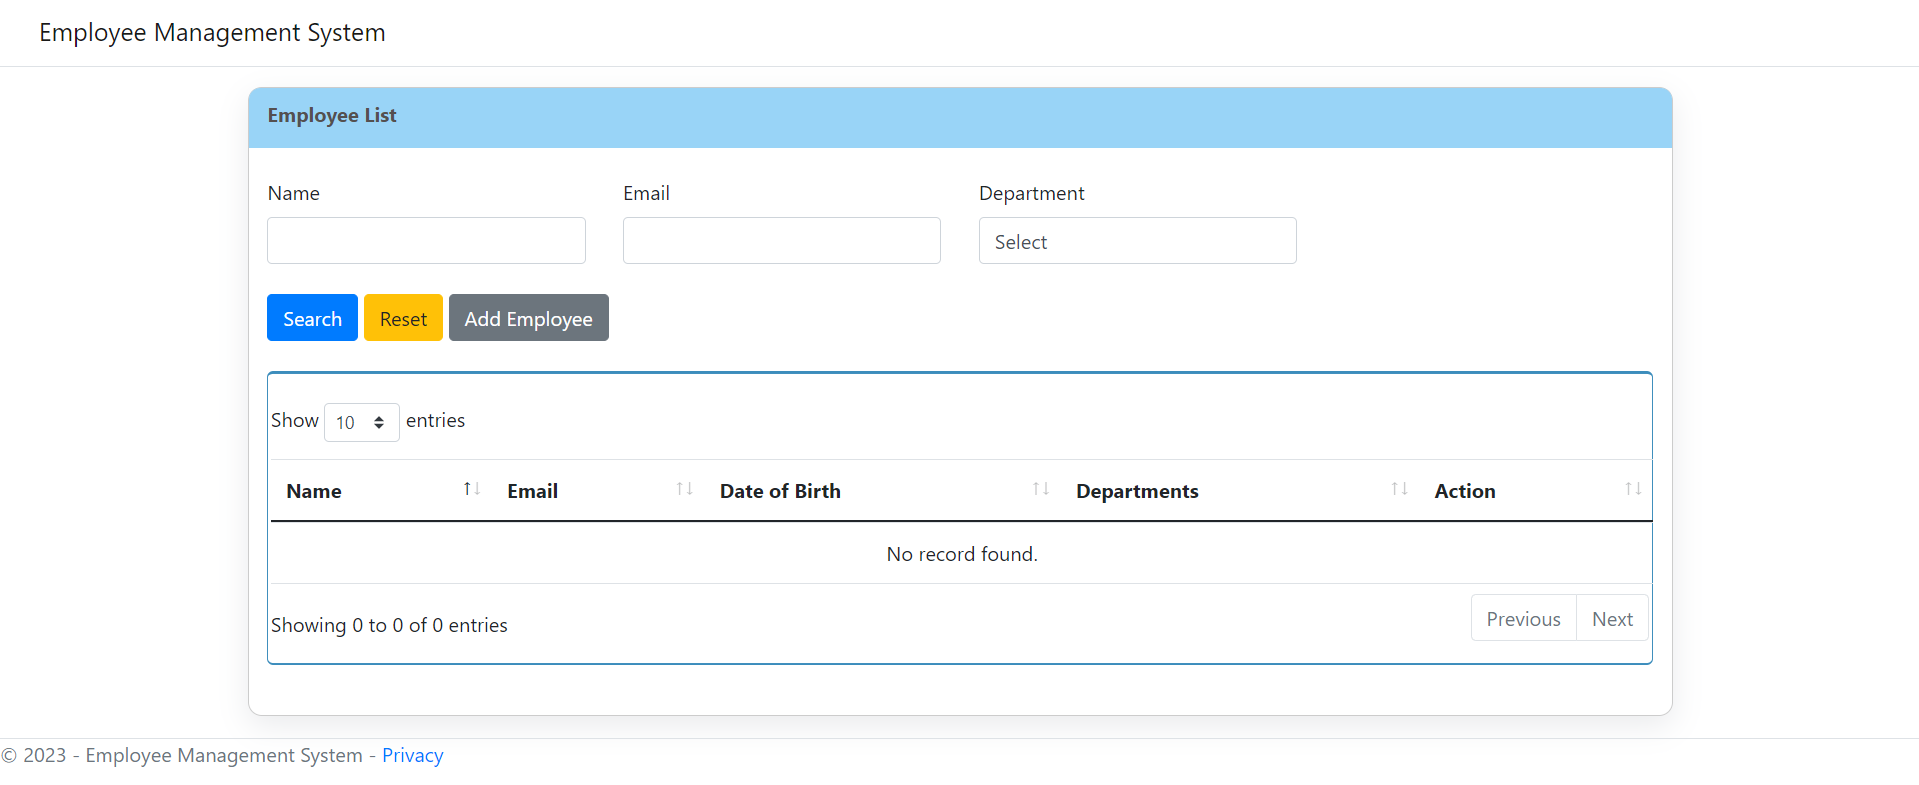 Employee Management System
Employee List
Name Email Department
Select
Search Reset Add Employee
Show 10 entries
Name Email Date of Birth Departments Action
No record found.
Showing 0 to 0 of 0 entries Previous Next
© 2023 - Employee Management System - Privacy